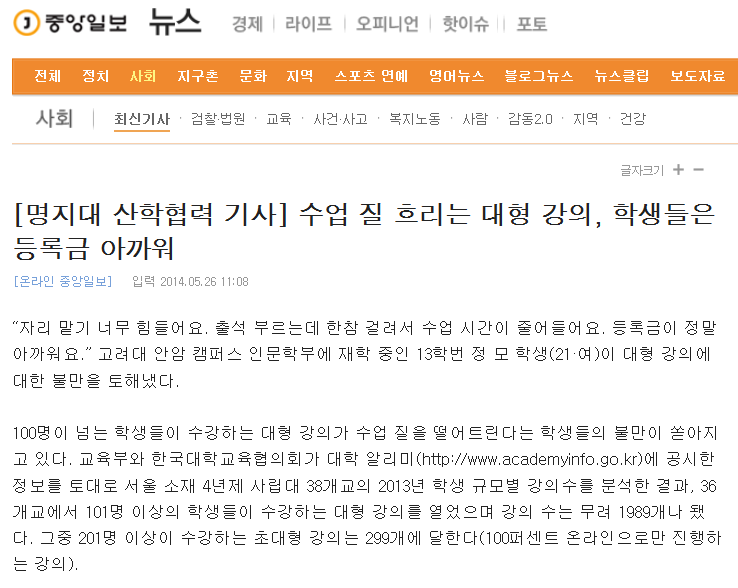 중앙일보 뉴스 경제 라이프 오피니언 핫이슈 포토
전체 정치 사회 지구촌 문화 지역 스포츠 연예 영어뉴스 블로그뉴스 뉴스클립 보도자료
사회 최신기사 · 검찰·법원 · 교육 · 사건·사고 · 복지노동 · 사람 · 감동2.0 · 지역 · 건강
글자크기 + −
[명지대 산학협력 기사] 수업 질 흐리는 대형 강의, 학생들은
등록금 아까워
[온라인 중앙일보] 입력 2014.05.26 11:08
“자리 맡기 너무 힘들어요. 출석 부르는데 한참 걸려서 수업 시간이 줄어들어요. 등록금이 정말
아까워요.” 고려대 안암 캠퍼스 인문학부에 재학 중인 13학번 정 모 학생(21·여)이 대형 강의에
대한 불만을 토해냈다.
100명이 넘는 학생들이 수강하는 대형 강의가 수업 질을 떨어트린다는 학생들의 불만이 쏟아지
고 있다. 교육부와 한국대학교육협의회가 대학 알리미(http://www.academyinfo.go.kr)에 공시한
정보를 토대로 서울 소재 4년제 사립대 38개교의 2013년 학생 규모별 강의수를 분석한 결과, 36
개교에서 101명 이상의 학생들이 수강하는 대형 강의를 열었으며 강의 수는 무려 1989개나 됐
다. 그중 201명 이상이 수강하는 초대형 강의는 299개에 달한다(100퍼센트 온라인으로만 진행하
는 강의).